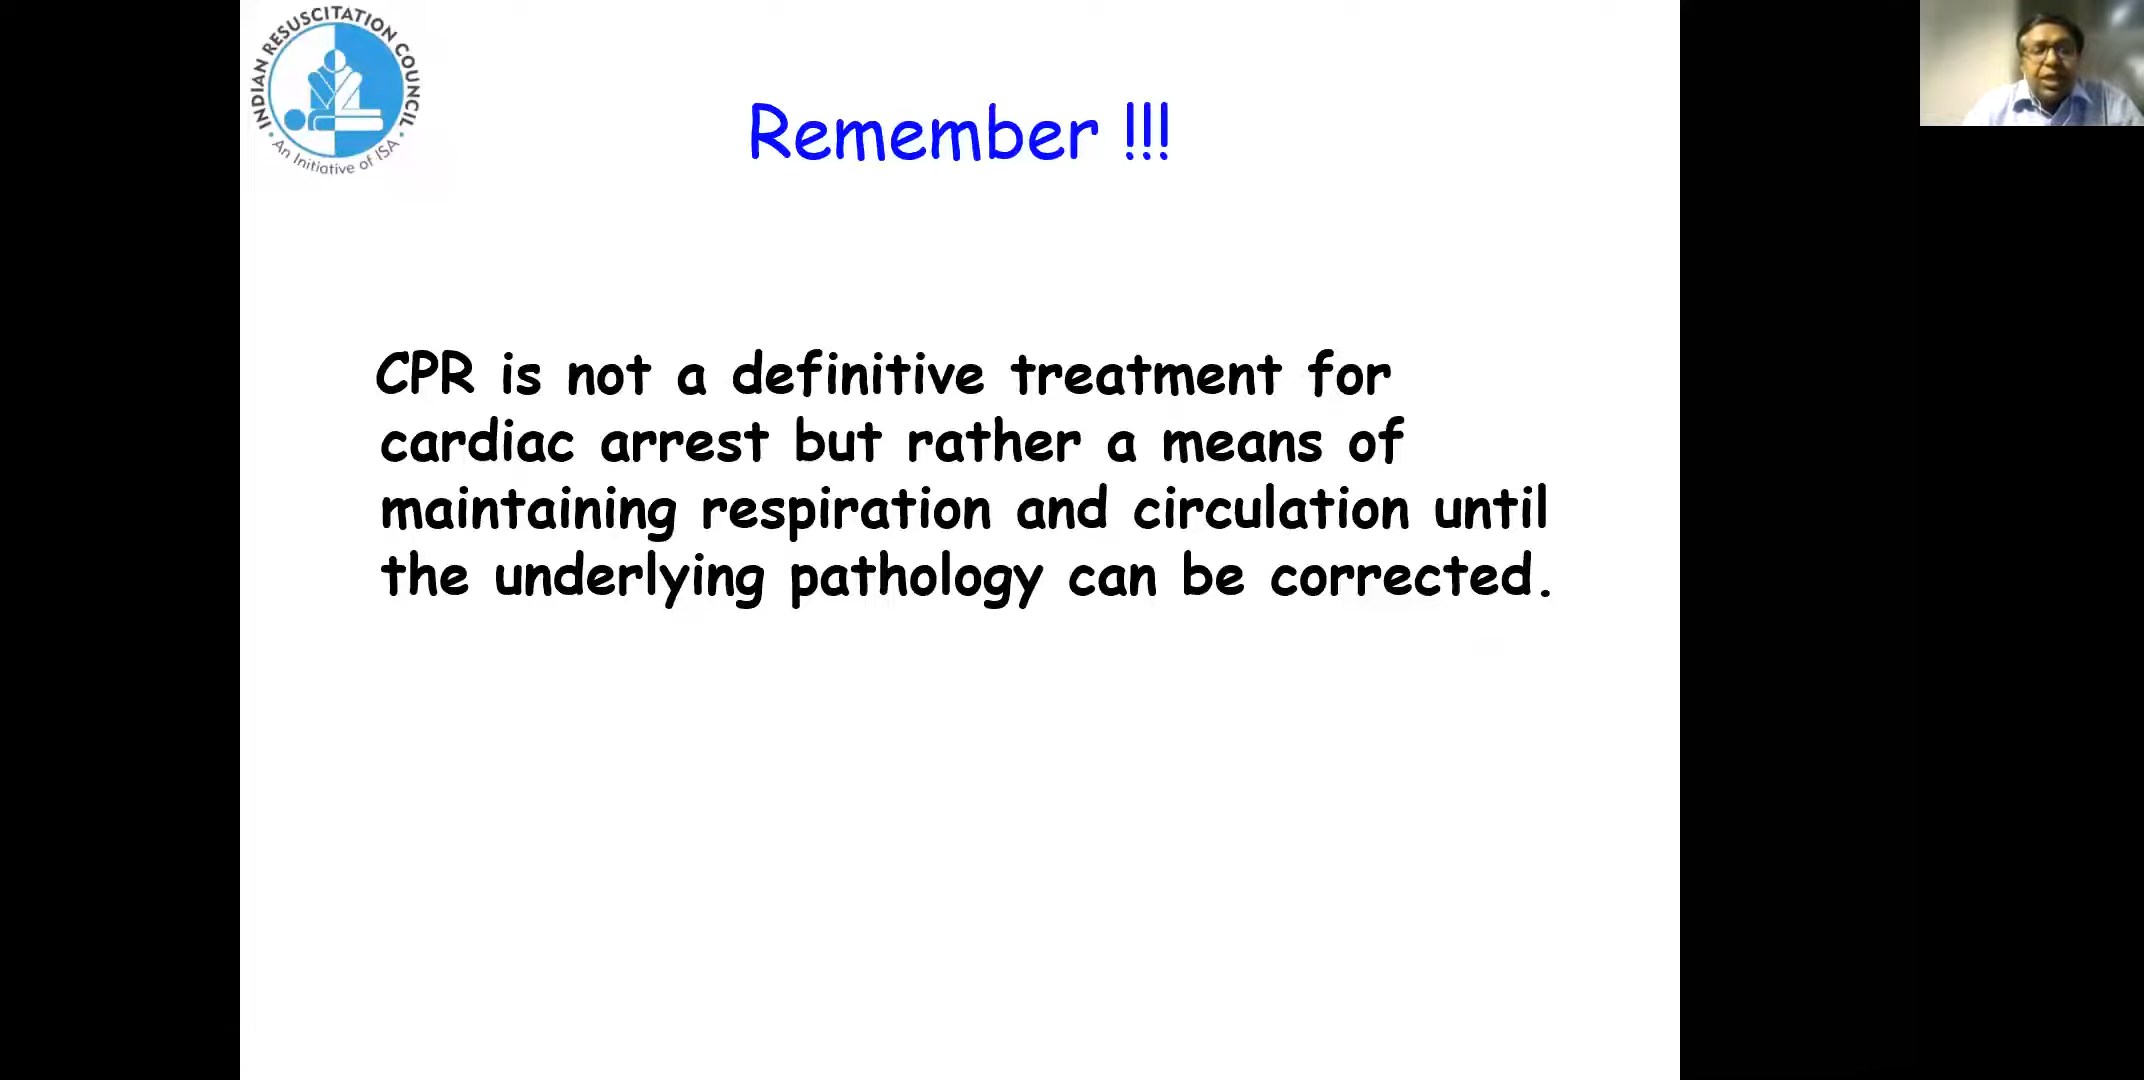 INDIAN RESUSCITATION COUNCIL
An Initiative of ISA
Remember !!!
CPR is not a definitive treatment for
cardiac arrest but rather a means of
maintaining respiration and circulation until
the underlying pathology can be corrected.